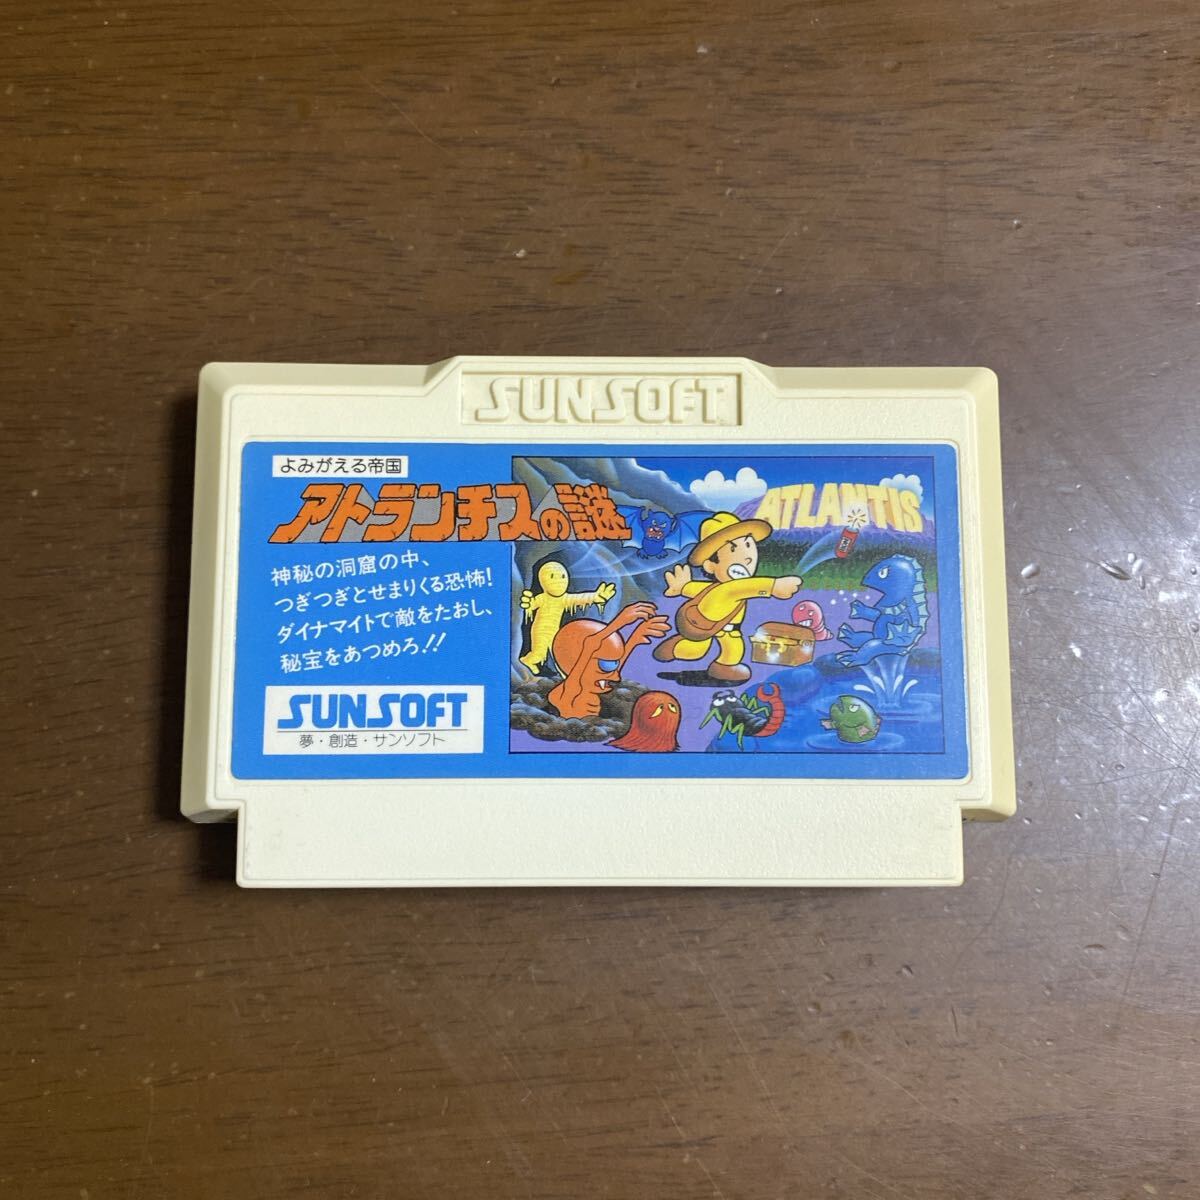 SUNSOFT
よみがえる帝国
アトランチスの謎
神秘の洞窟の中、
つぎつぎとせまりくる恐怖!
ダイナマイトで敵をたおし、
秘宝をあつめろ!!
SUNSOFT
夢・創造・サンソフト
ATLANTIS